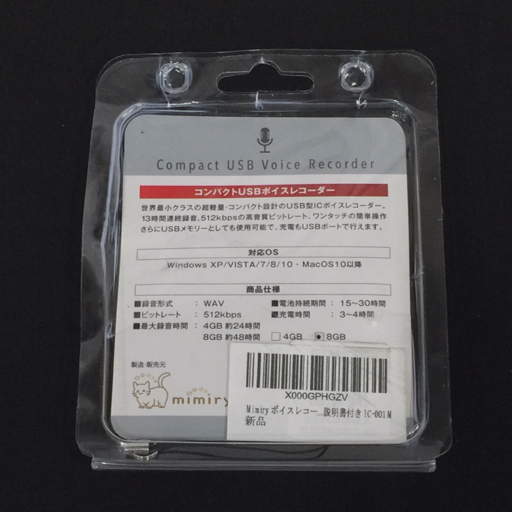 Compact USB Voice Recorder
コンパクトUSBボイスレコーダー
世界最小クラスの超軽量・コンパクト設計のUSB型ICボイスレコーダー。
13時間連続録音、512kbpsの高音質ビットレート、ワンタッチの簡単操作
さらにUSBメモリーとしても使用可能で、充電もUSBポートで行えます。
対応OS
Windows XP/VISTA/7/8/10・MacOS10以降
商品仕様
■録音形式 : WAV ■電池持続期間 : 15〜30時間
■ビットレート : 512kbps ■充電時間 : 3〜4時間
■最大録音時間 : 4GB 約24時間 □4GB ■8GB
8GB 約48時間
製造・販売元
mimiry
X000GPHGZV
Mimiry ボイスレコー...説明書付き IC-001M
新品